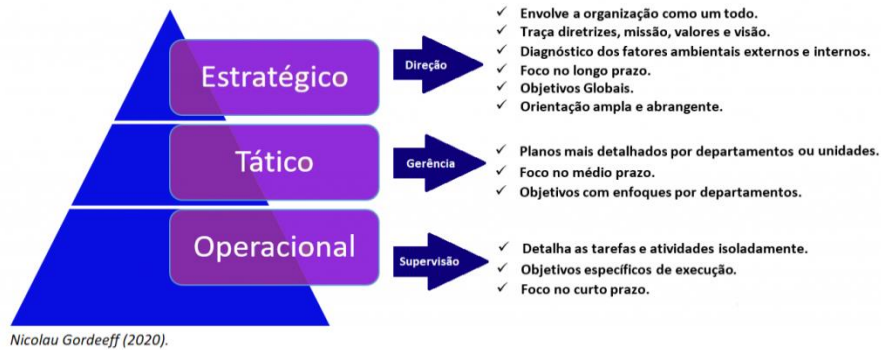 Estratégico
Direção
✓ Envolve a organização como um todo.
✓ Traça diretrizes, missão, valores e visão.
✓ Diagnóstico dos fatores ambientais externos e internos.
✓ Foco no longo prazo.
✓ Objetivos Globais.
✓ Orientação ampla e abrangente.
Tático
Gerência
✓ Planos mais detalhados por departamentos ou unidades.
✓ Foco no médio prazo.
✓ Objetivos com enfoques por departamentos.
Operacional
Supervisão
✓ Detalha as tarefas e atividades isoladamente.
✓ Objetivos específicos de execução.
✓ Foco no curto prazo.
Nicolau Gordeeff (2020).